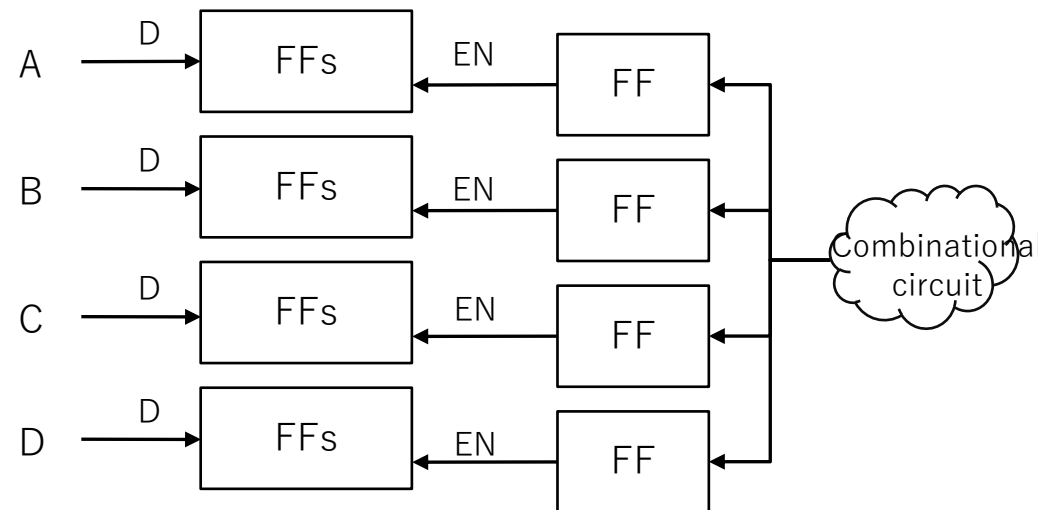 A D FFs EN FF
B D FFs EN FF
Combinational
circuit
C D FFs EN FF
D D FFs EN FF